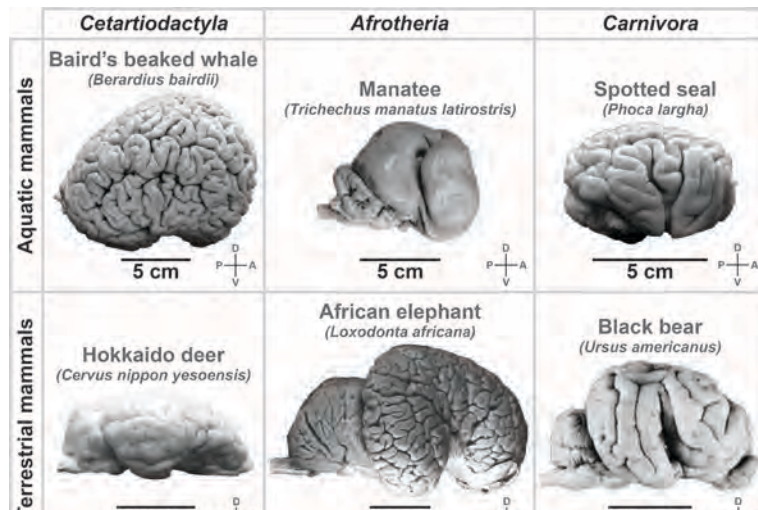 Cetartiodactyla
Afrotheria
Carnivora
Aquatic mammals
Baird's beaked whale
(Berardius bairdii)
5 cm
D
P A
V
Manatee
(Trichechus manatus latirostris)
5 cm
D
P A
V
Spotted seal
(Phoca largha)
5 cm
D
P A
V
Terrestrial mammals
Hokkaido deer
(Cervus nippon yesoensis)
D
African elephant
(Loxodonta africana)
D
Black bear
(Ursus americanus)
D